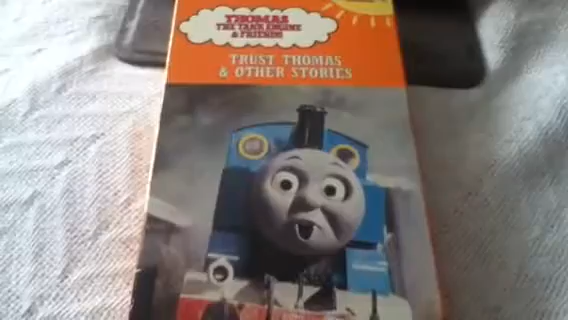 THOMAS
THE TANK ENGINE
& FRIENDS
TRUST THOMAS
& OTHER STORIES